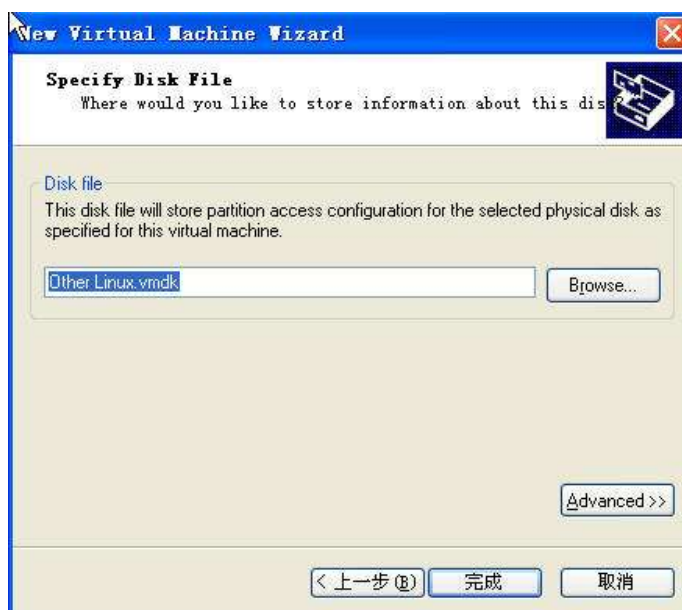 New Virtual Machine Wizard
Specify Disk File
Where would you like to store information about this dis
Disk file
This disk file will store partition access configuration for the selected physical disk as
specified for this virtual machine.
Other Linux.vmdk
Browse...
Advanced >>
< 上一步(B)
完成
取消